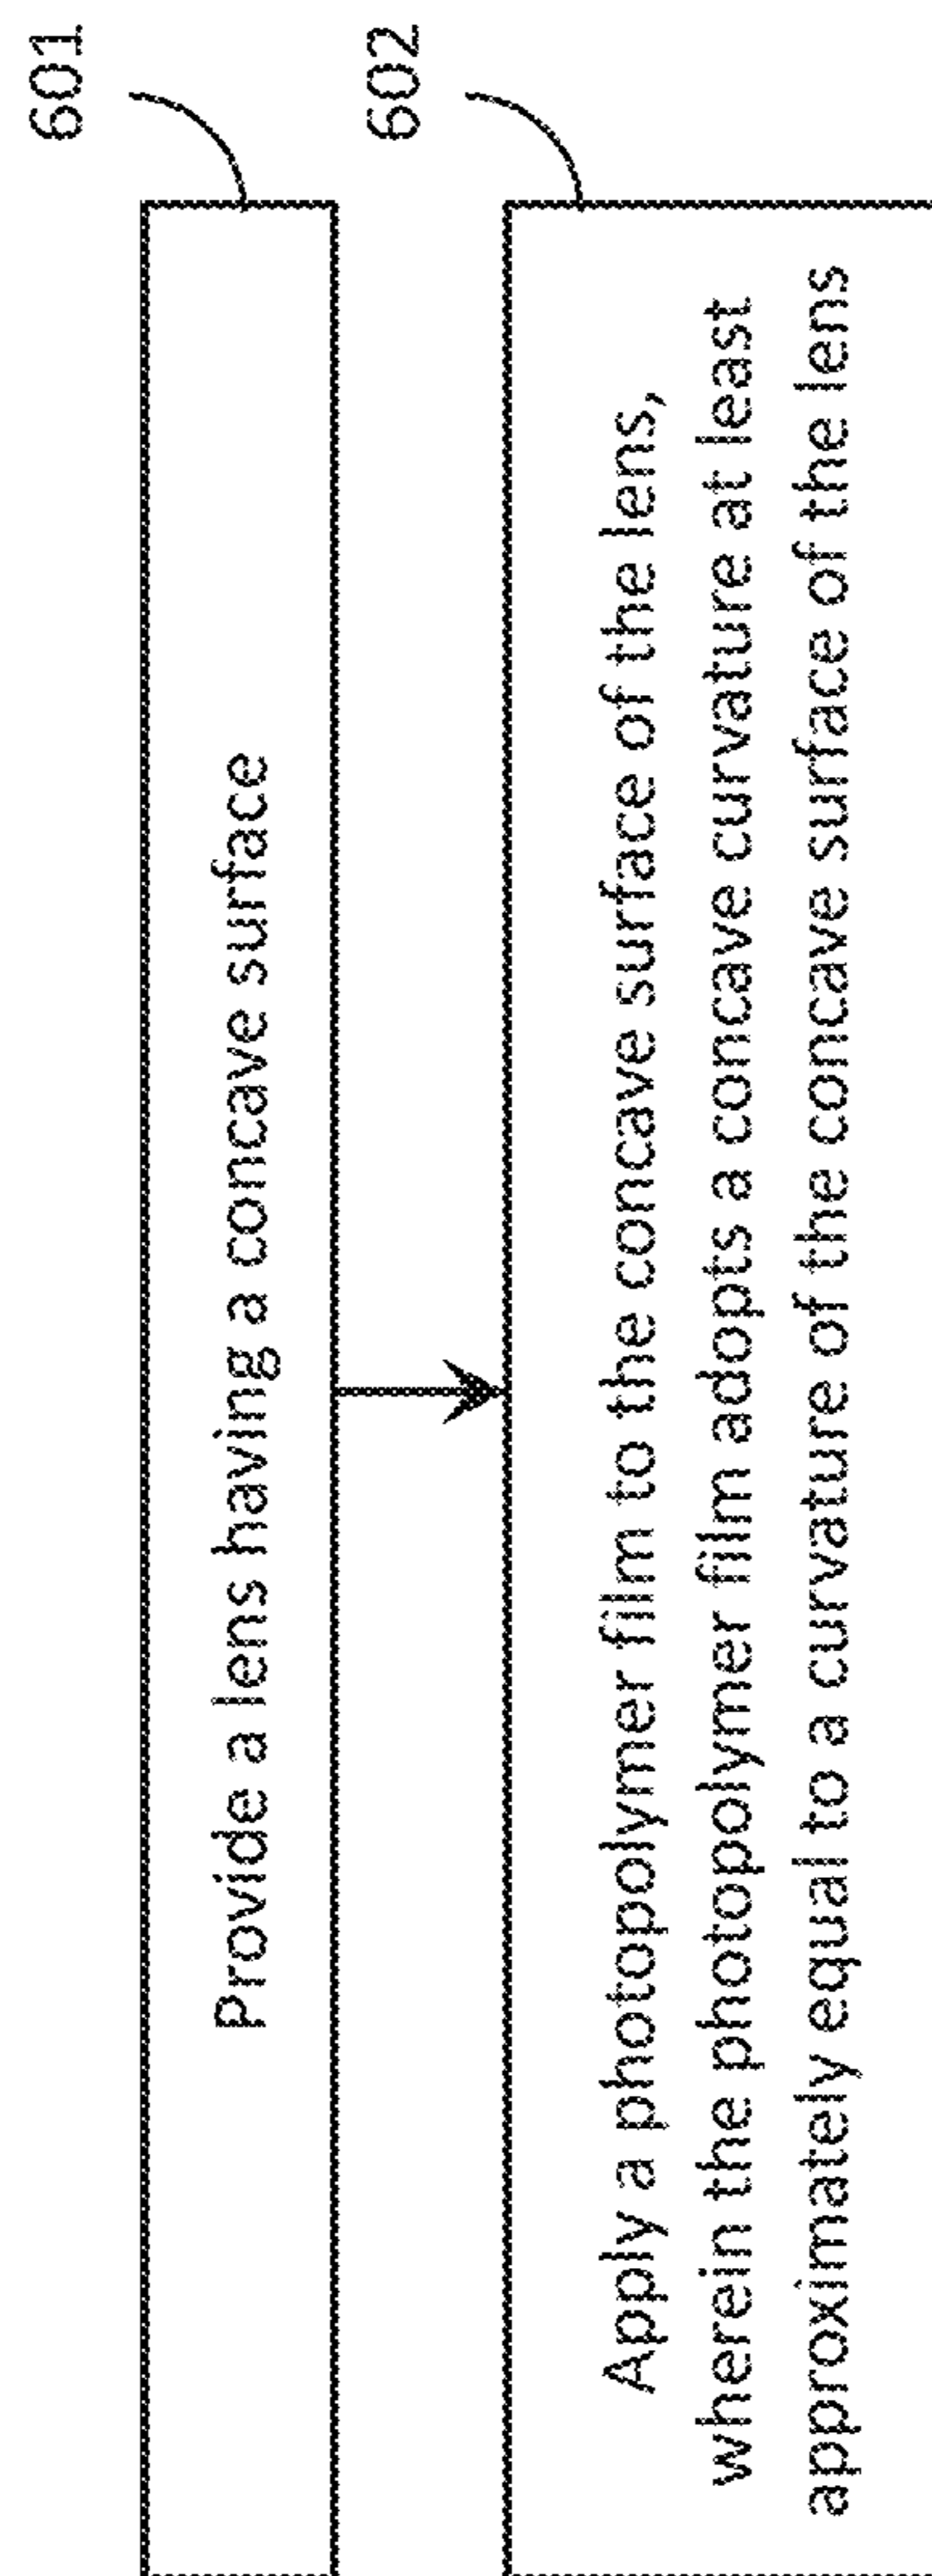 601
Provide a lens having a concave surface
602
Apply a photopolymer film to the concave surface of the lens,
wherein the photopolymer film adopts a concave curvature at least
approximately equal to a curvature of the concave surface of the lens